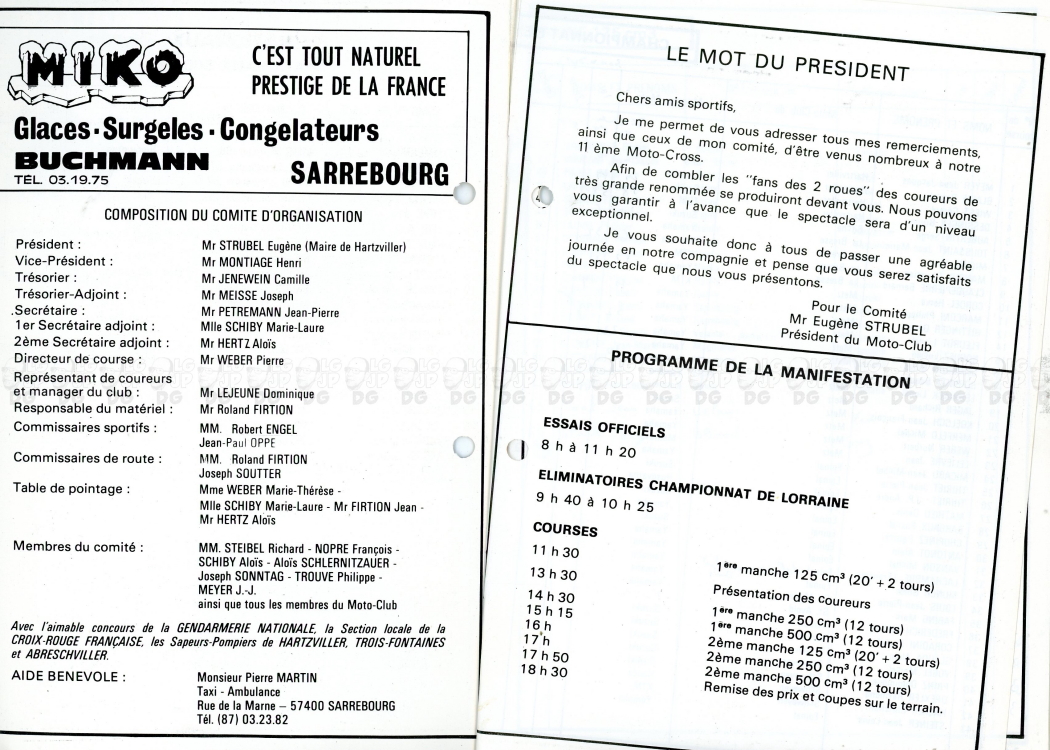 MIKO
C'EST TOUT NATUREL
PRESTIGE DE LA FRANCE
Glaces · Surgeles · Congelateurs
BUCHMANN
TÉL. 03.19.75
SARREBOURG
COMPOSITION DU COMITE D'ORGANISATION
Président : Mr STRUBEL Eugène (Maire de Hartzviller)
Vice-Président : Mr MONTIAGE Henri
Trésorier : Mr JENEWEIN Camille
Trésorier-Adjoint : Mr MEISSE Joseph
Secrétaire : Mr PETREMANN Jean-Pierre
1er Secrétaire adjoint : Mlle SCHIBY Marie-Laure
2ème Secrétaire adjoint : Mr HERTZ Aloïs
Directeur de course : Mr WEBER Pierre
Représentant de coureurs
et manager du club : Mr LEJEUNE Dominique
Responsable du matériel : Mr Roland FIRTION
Commissaires sportifs : MM. Robert ENGEL
Jean-Paul OPPE
Commissaires de route : MM. Roland FIRTION
Joseph SOUTTER
Table de pointage : Mme WEBER Marie-Thérèse -
Mlle SCHIBY Marie-Laure - Mr FIRTION Jean -
Mr HERTZ Aloïs
Membres du comité : MM. STEIBEL Richard - NOPRE François -
SCHIBY Aloïs - Aloïs SCHLERNITZAUER -
Joseph SONNTAG - TROUVE Philippe -
MEYER J.-J.
ainsi que tous les membres du Moto-Club
Avec l'aimable concours de la GENDARMERIE NATIONALE, la Section locale de la
CROIX-ROUGE FRANÇAISE, les Sapeurs-Pompiers de HARTZVILLER, TROIS-FONTAINES
et ABRESCHVILLER.
AIDE BENEVOLE : Monsieur Pierre MARTIN
Taxi - Ambulance
Rue de la Marne – 57400 SARREBOURG
Tél. (87) 03.23.82
LE MOT DU PRESIDENT
Chers amis sportifs,
Je me permet de vous adresser tous mes remerciements,
ainsi que ceux de mon comité, d'être venus nombreux à notre
11 ème Moto-Cross.
Afin de combler les "fans des 2 roues" des coureurs de
très grande renommée se produiront devant vous. Nous pouvons
vous garantir à l'avance que le spectacle sera d'un niveau
exceptionnel.
Je vous souhaite donc à tous de passer une agréable
journée en notre compagnie et pense que vous serez satisfaits
du spectacle que nous vous présentons.
Pour le Comité
Mr Eugène STRUBEL
Président du Moto-Club
PROGRAMME DE LA MANIFESTATION
ESSAIS OFFICIELS
8 h à 11 h 20
ELIMINATOIRES CHAMPIONNAT DE LORRAINE
9 h 40 à 10 h 25
COURSES
11 h 30 1ère manche 125 cm³ (20' + 2 tours)
13 h 30 Présentation des coureurs
14 h 30 1ère manche 250 cm³ (12 tours)
15 h 15 1ère manche 500 cm³ (12 tours)
16 h 2ème manche 125 cm³ (20' + 2 tours)
17 h 2ème manche 250 cm³ (12 tours)
17 h 50 2ème manche 500 cm³ (12 tours)
18 h 30 Remise des prix et coupes sur le terrain.